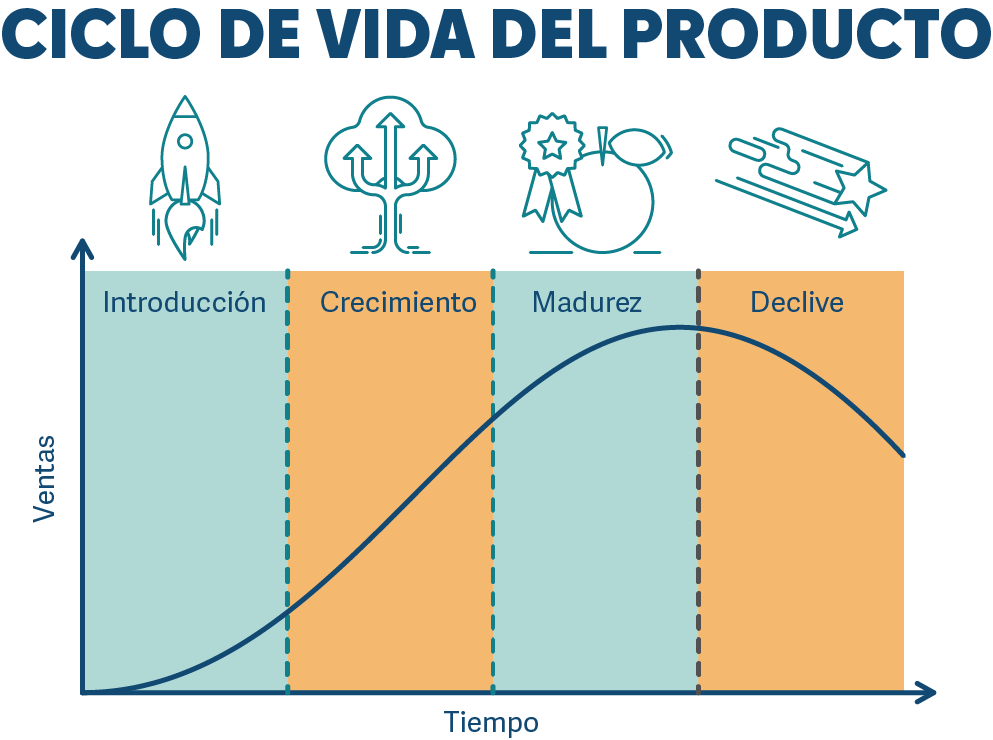 CICLO DE VIDA DEL PRODUCTO
Introducción
Crecimiento
Madurez
Declive
Ventas
Tiempo